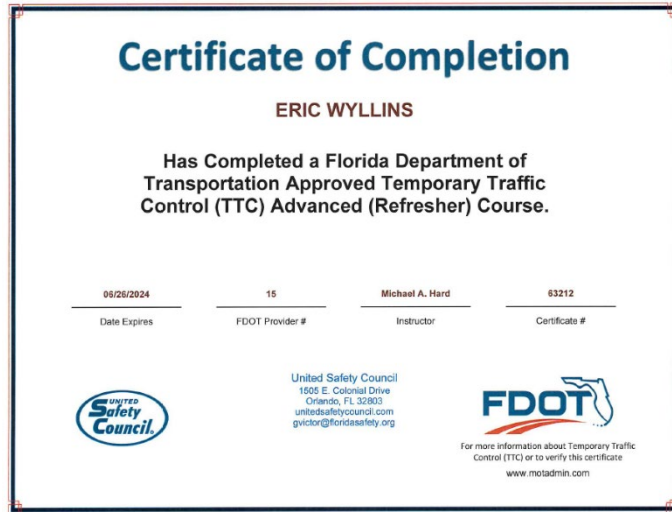 Certificate of Completion
ERIC WYLLINS
Has Completed a Florida Department of
Transportation Approved Temporary Traffic
Control (TTC) Advanced (Refresher) Course.
06/26/2024 15 Michael A. Hard 63212
Date Expires FDOT Provider # Instructor Certificate #
UNITED
Safety
Council.
United Safety Council
1505 E. Colonial Drive
Orlando, FL 32803
unitedsafetycouncil.com
gvictor@floridasafety.org
FDOT
For more information about Temporary Traffic
Control (TTC) or to verify this certificate
www.motadmin.com